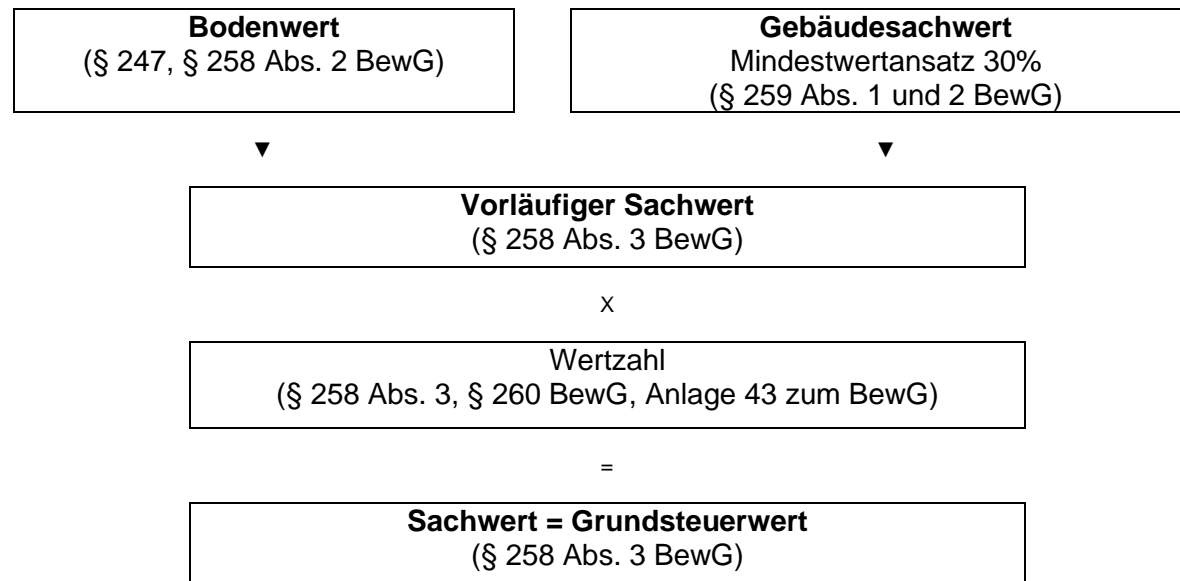 Bodenwert
(§ 247, § 258 Abs. 2 BewG)
Gebäudesachwert
Mindestwertansatz 30%
(§ 259 Abs. 1 und 2 BewG)
▼ ▼
Vorläufiger Sachwert
(§ 258 Abs. 3 BewG)
X
Wertzahl
(§ 258 Abs. 3, § 260 BewG, Anlage 43 zum BewG)
=
Sachwert = Grundsteuerwert
(§ 258 Abs. 3 BewG)